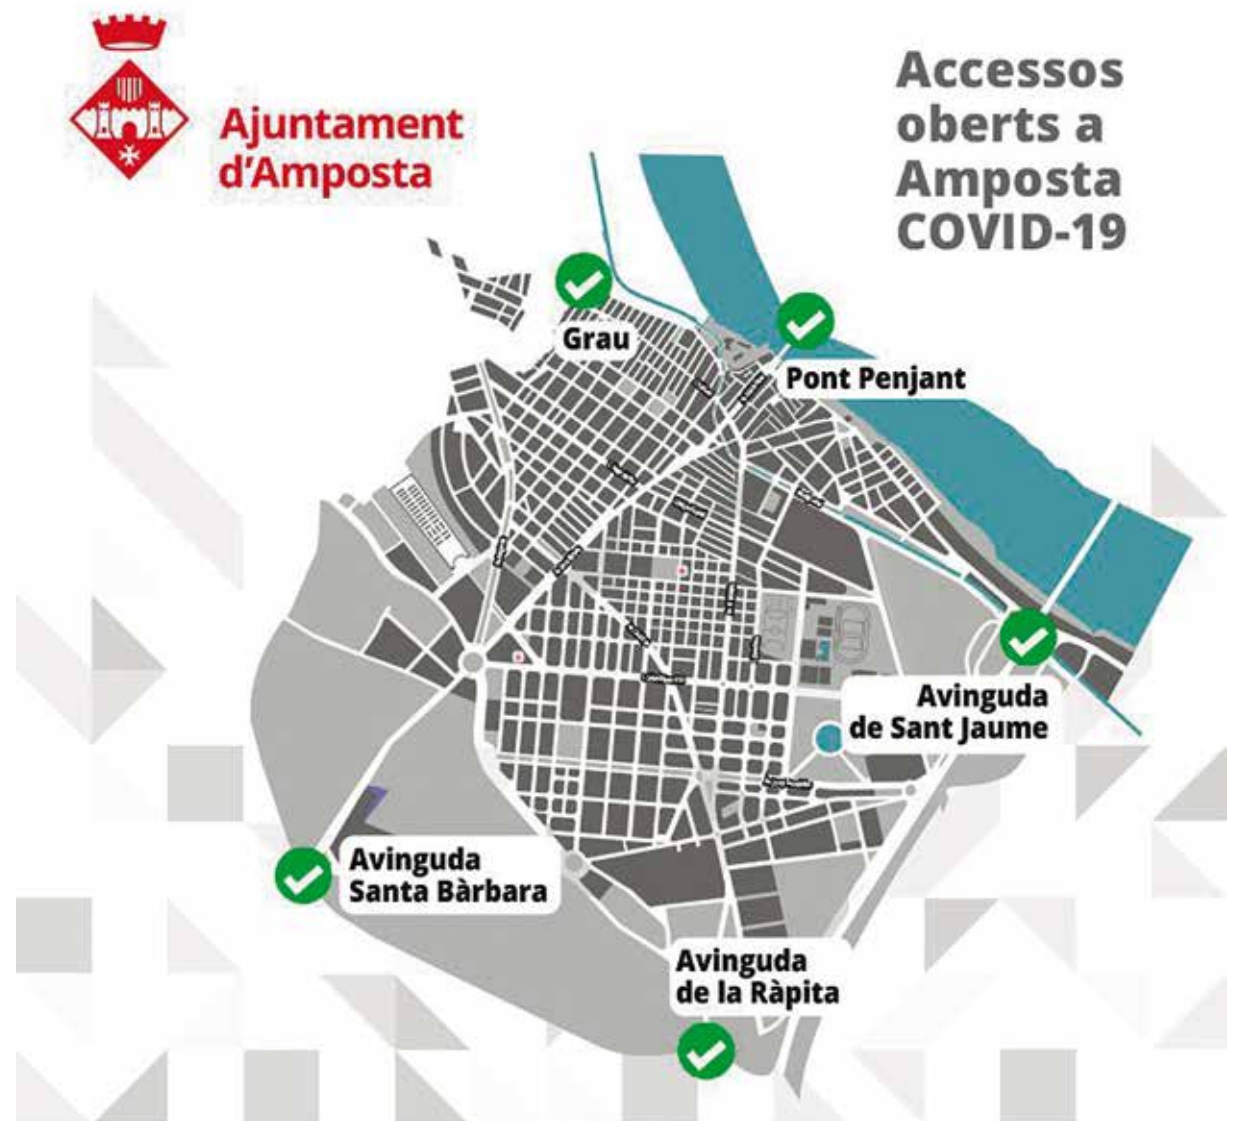 Ajuntament
d'Amposta
Accessos
oberts a
Amposta
COVID-19
Grau
Pont Penjant
Avinguda
de Sant Jaume
Avinguda
Santa Bàrbara
Avinguda
de la Ràpita